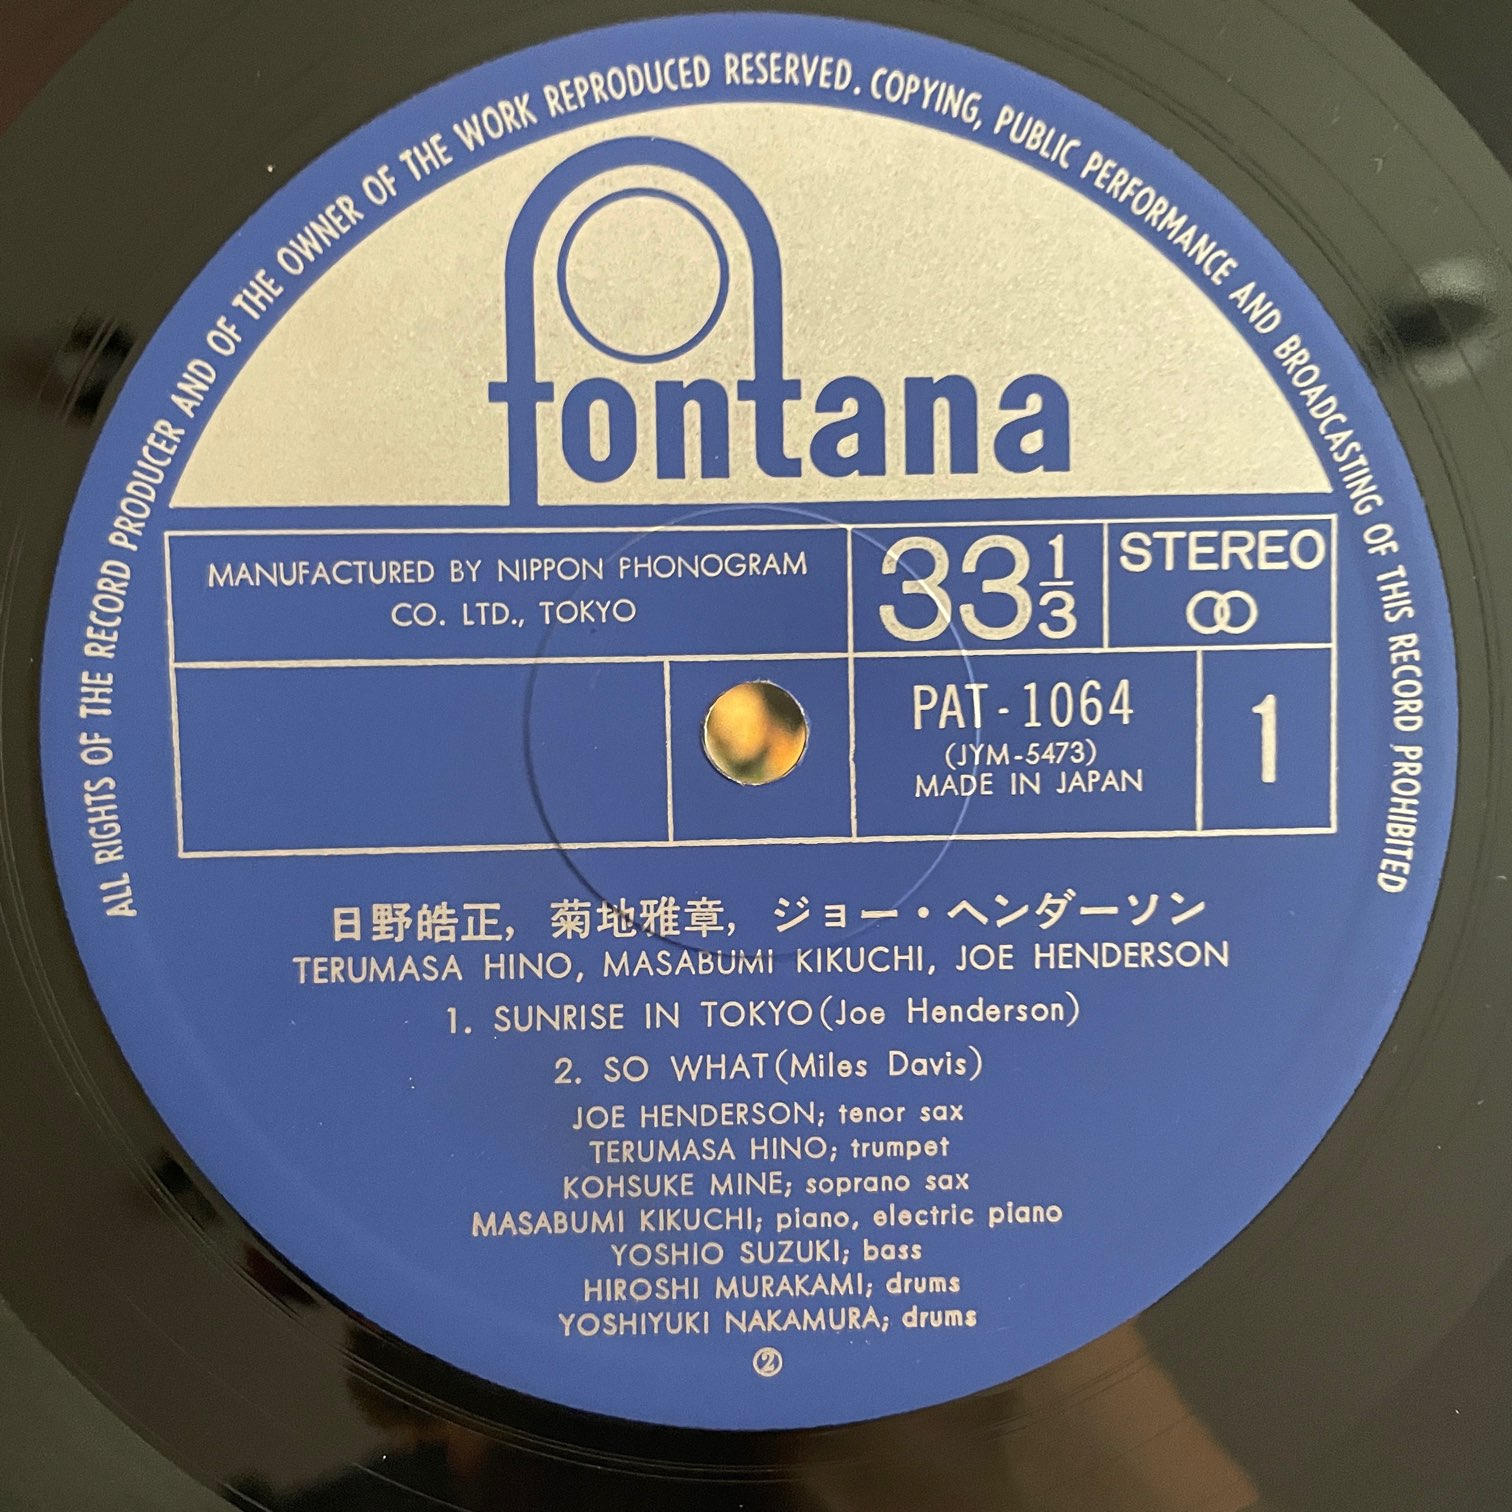 ALL RIGHTS OF THE RECORD PRODUCER AND OF THE OWNER OF THE WORK REPRODUCED RESERVED. COPYING, PUBLIC PERFORMANCE AND BROADCASTING OF THIS RECORD PROHIBITED
fontana
MANUFACTURED BY NIPPON PHONOGRAM
CO. LTD., TOKYO
33 1/3
STEREO
PAT-1064
(JYM-5473)
MADE IN JAPAN
1
日野皓正, 菊地雅章, ジョー・ヘンダーソン
TERUMASA HINO, MASABUMI KIKUCHI, JOE HENDERSON
1. SUNRISE IN TOKYO (Joe Henderson)
2. SO WHAT (Miles Davis)
JOE HENDERSON; tenor sax
TERUMASA HINO; trumpet
KOHSUKE MINE; soprano sax
MASABUMI KIKUCHI; piano, electric piano
YOSHIO SUZUKI; bass
HIROSHI MURAKAMI; drums
YOSHIYUKI NAKAMURA; drums
②